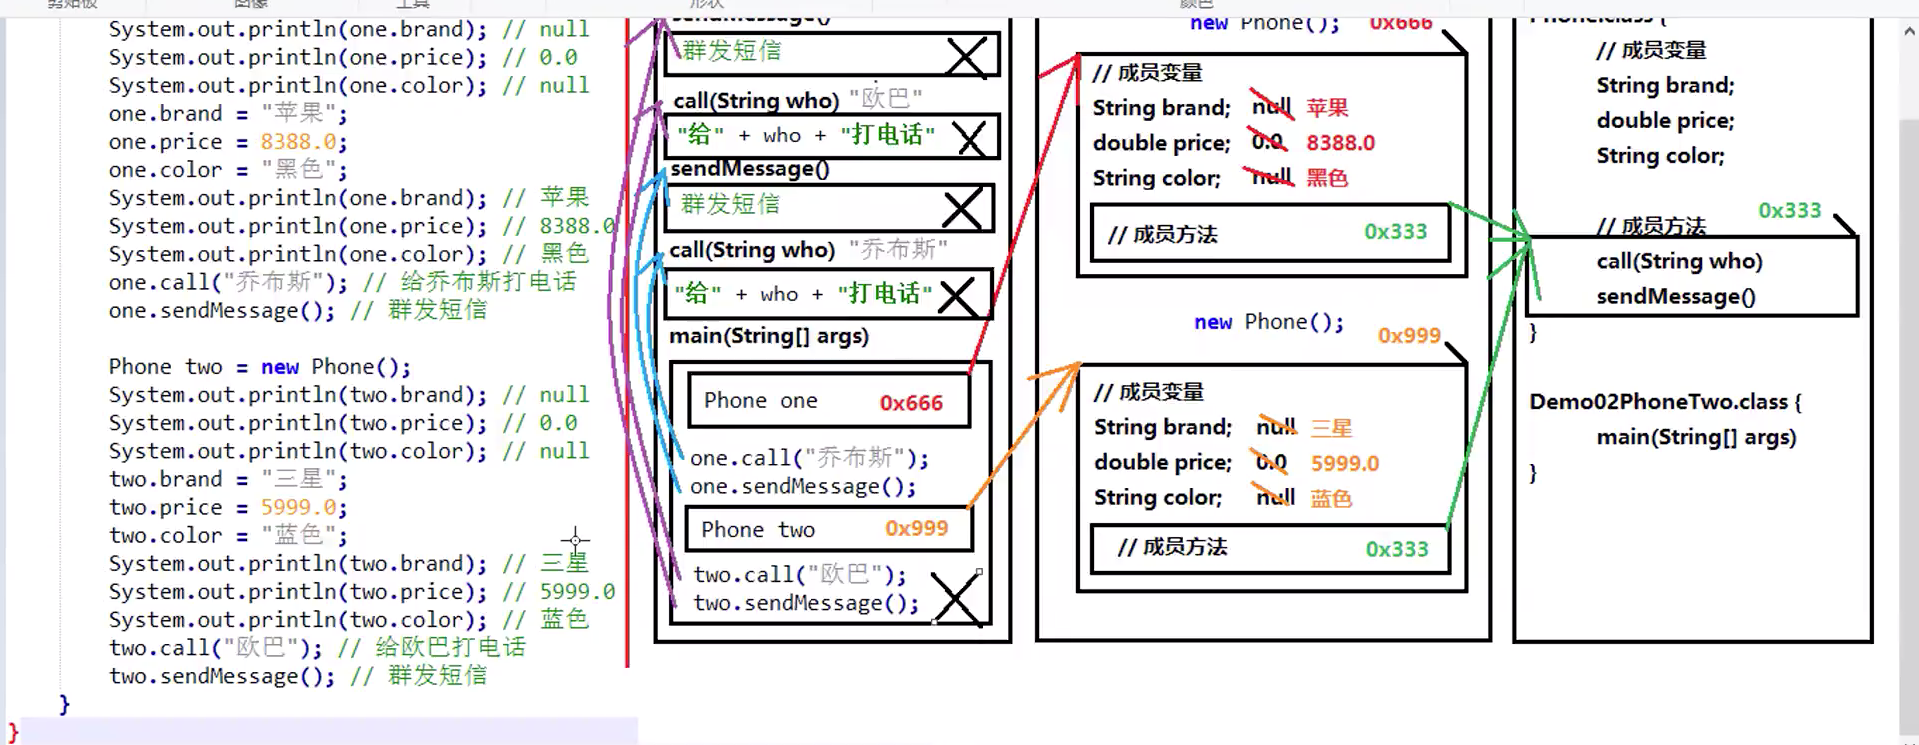 剪贴板
图像
工具
形状
颜色
System.out.println(one.brand); // null
System.out.println(one.price); // 0.0
System.out.println(one.color); // null
one.brand = "苹果";
one.price = 8388.0;
one.color = "黑色";
System.out.println(one.brand); // 苹果
System.out.println(one.price); // 8388.0
System.out.println(one.color); // 黑色
one.call("乔布斯"); // 给乔布斯打电话
one.sendMessage(); // 群发短信
Phone two = new Phone();
System.out.println(two.brand); // null
System.out.println(two.price); // 0.0
System.out.println(two.color); // null
two.brand = "三星";
two.price = 5999.0;
two.color = "蓝色";
System.out.println(two.brand); // 三星
System.out.println(two.price); // 5999.0
System.out.println(two.color); // 蓝色
two.call("欧巴"); // 给欧巴打电话
two.sendMessage(); // 群发短信
}
}
sendMessage()
群发短信
call(String who) "欧巴"
"给" + who + "打电话"
sendMessage()
群发短信
call(String who) "乔布斯"
"给" + who + "打电话"
main(String[] args)
Phone one 0x666
one.call("乔布斯");
one.sendMessage();
Phone two 0x999
two.call("欧巴");
two.sendMessage();
new Phone(); 0x666
// 成员变量
String brand; null 苹果
double price; 0.0 8388.0
String color; null 黑色
// 成员方法 0x333
new Phone(); 0x999
// 成员变量
String brand; null 三星
double price; 0.0 5999.0
String color; null 蓝色
// 成员方法 0x333
Phone.class {
// 成员变量
String brand;
double price;
String color;
// 成员方法 0x333
call(String who)
sendMessage()
}
Demo02PhoneTwo.class {
main(String[] args)
}